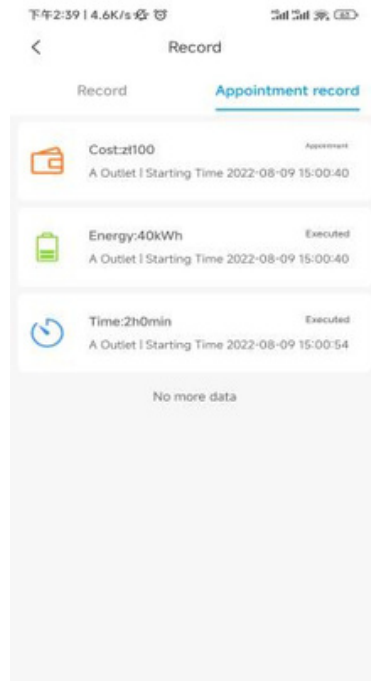 下午2:39 | 4.6K/s
Record
Record
Appointment record
Cost:zł100
Appointment
A Outlet | Starting Time 2022-08-09 15:00:40
Energy:40kWh
Executed
A Outlet | Starting Time 2022-08-09 15:00:40
Time:2h0min
Executed
A Outlet | Starting Time 2022-08-09 15:00:54
No more data